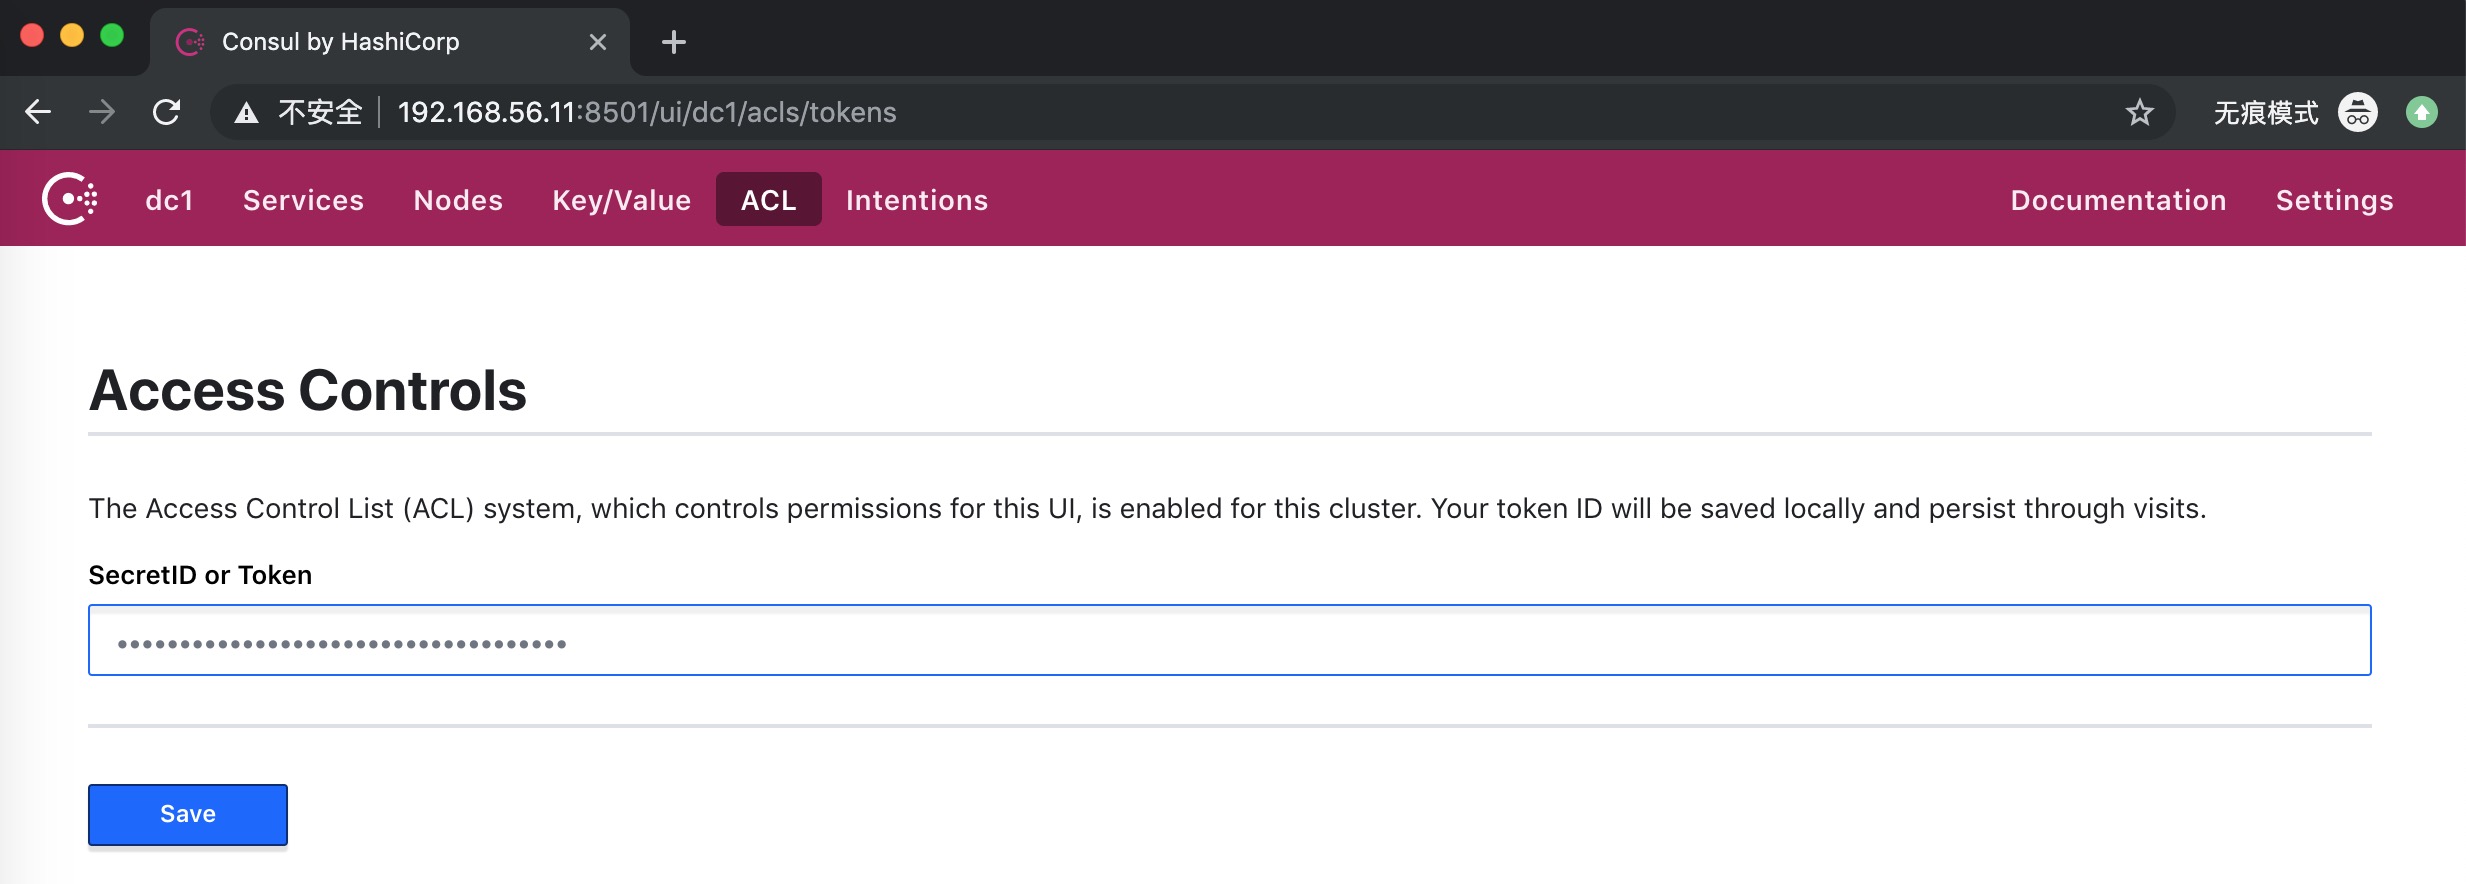 Consul by HashiCorp
不安全 192.168.56.11:8501/ui/dc1/acls/tokens 无痕模式
dc1 Services Nodes Key/Value ACL Intentions Documentation Settings
Access Controls
The Access Control List (ACL) system, which controls permissions for this UI, is enabled for this cluster. Your token ID will be saved locally and persist through visits.
SecretID or Token
••••••••••••••••••••••••••••••••••••
Save